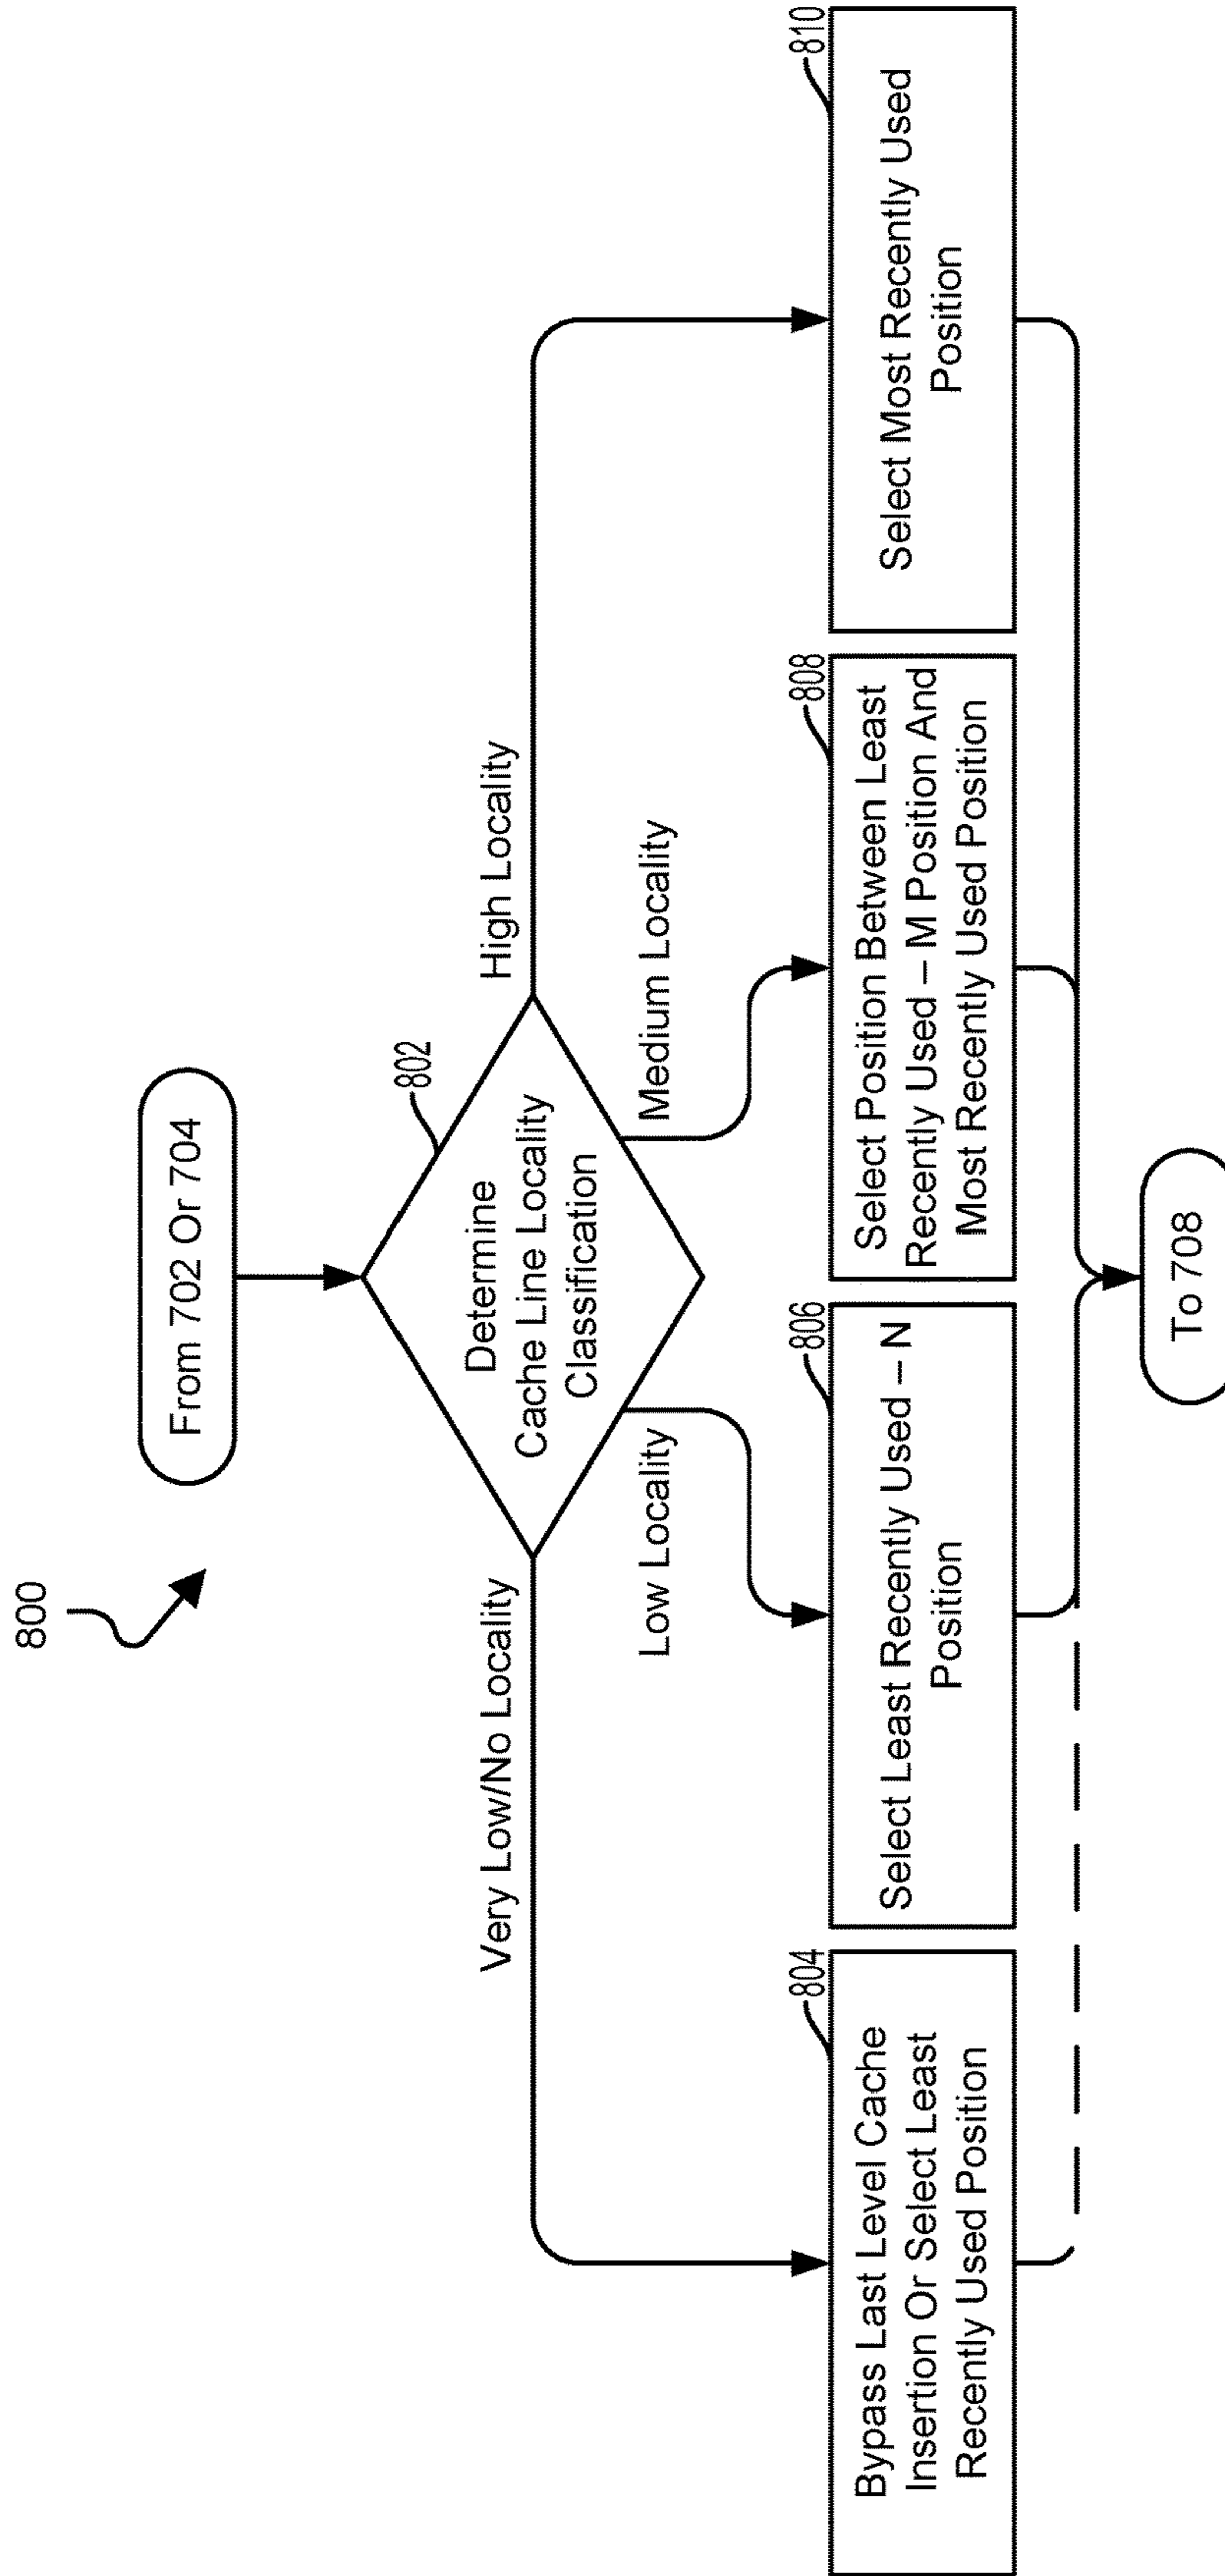 800
From 702 Or 704
802
Determine
Cache Line Locality
Classification
Very Low/No Locality
High Locality
Low Locality
Medium Locality
804
Bypass Last Level Cache
Insertion Or Select Least
Recently Used Position
806
Select Least Recently Used – N
Position
808
Select Position Between Least
Recently Used – M Position And
Most Recently Used Position
810
Select Most Recently Used
Position
To 708